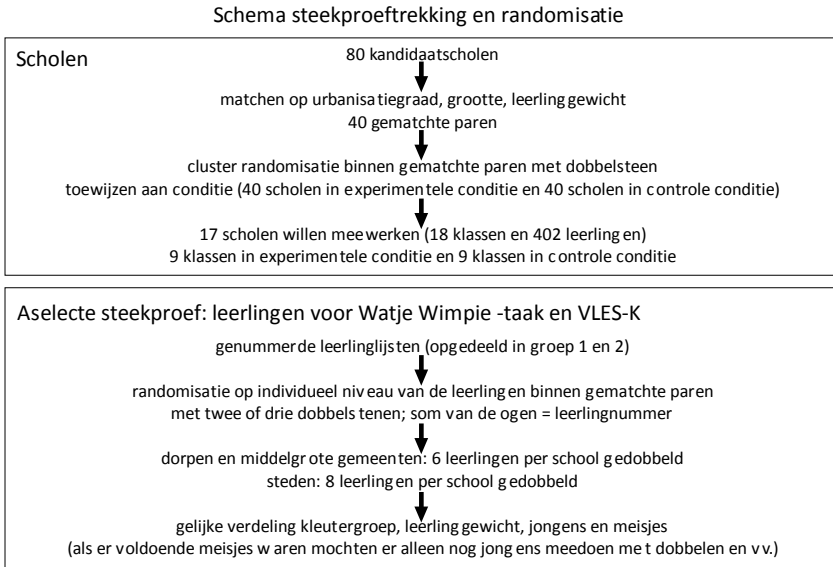 Schema steekproeftrekking en randomisatie
Scholen
80 kandidaatscholen
matchen op urbanisatiegraad, grootte, leerlinggewicht
40 gematchte paren
cluster randomisatie binnen gematchte paren met dobbelsteen
toewijzen aan conditie (40 scholen in experimentele conditie en 40 scholen in controle conditie)
17 scholen willen meewerken (18 klassen en 402 leerlingen)
9 klassen in experimentele conditie en 9 klassen in controle conditie
Aselecte steekproef: leerlingen voor Watje Wimpie -taak en VLES-K
genummerde leerlinglijsten (opgedeeld in groep 1 en 2)
randomisatie op individueel niveau van de leerlingen binnen gematchte paren
met twee of drie dobbelstenen; som van de ogen = leerlingnummer
dorpen en middelgrote gemeenten: 6 leerlingen per school gedobbeld
steden: 8 leerlingen per school gedobbeld
gelijke verdeling kleutergroep, leerlinggewicht, jongens en meisjes
(als er voldoende meisjes waren mochten er alleen nog jongens meedoen met dobbelen en vv.)